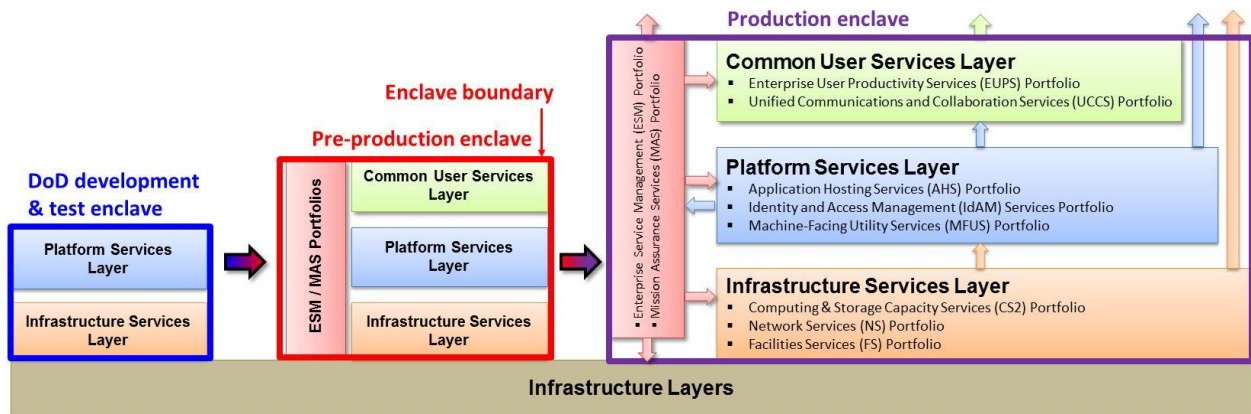 DoD development
& test enclave
Platform Services
Layer
Infrastructure Services
Layer
Enclave boundary
Pre-production enclave
ESM / MAS Portfolios
Common User Services
Layer
Platform Services
Layer
Infrastructure Services
Layer
Production enclave
▪ Enterprise Service Management (ESM) Portfolio
▪ Mission Assurance Services (MAS) Portfolio
Common User Services Layer
▪ Enterprise User Productivity Services (EUPS) Portfolio
▪ Unified Communications and Collaboration Services (UCCS) Portfolio
Platform Services Layer
▪ Application Hosting Services (AHS) Portfolio
▪ Identity and Access Management (IdAM) Services Portfolio
▪ Machine-Facing Utility Services (MFUS) Portfolio
Infrastructure Services Layer
▪ Computing & Storage Capacity Services (CS2) Portfolio
▪ Network Services (NS) Portfolio
▪ Facilities Services (FS) Portfolio
Infrastructure Layers